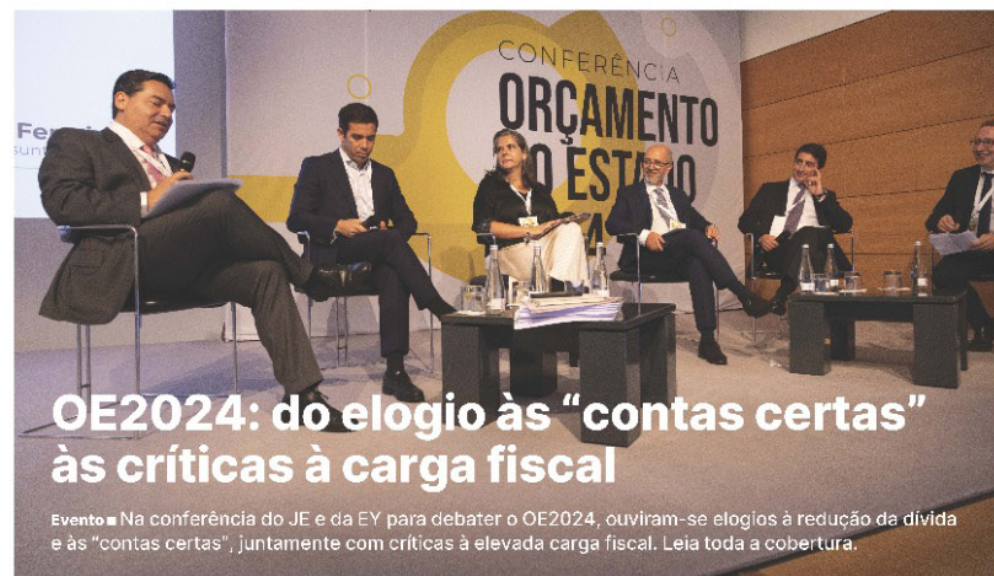 CONFERÊNCIA
ORÇAMENTO
ESTADO
OE2024: do elogio às “contas certas”
às críticas à carga fiscal
Evento ■ Na conferência do JE e da EY para debater o OE2024, ouviram-se elogios à redução da dívida
e às “contas certas”, juntamente com críticas à elevada carga fiscal. Leia toda a cobertura.